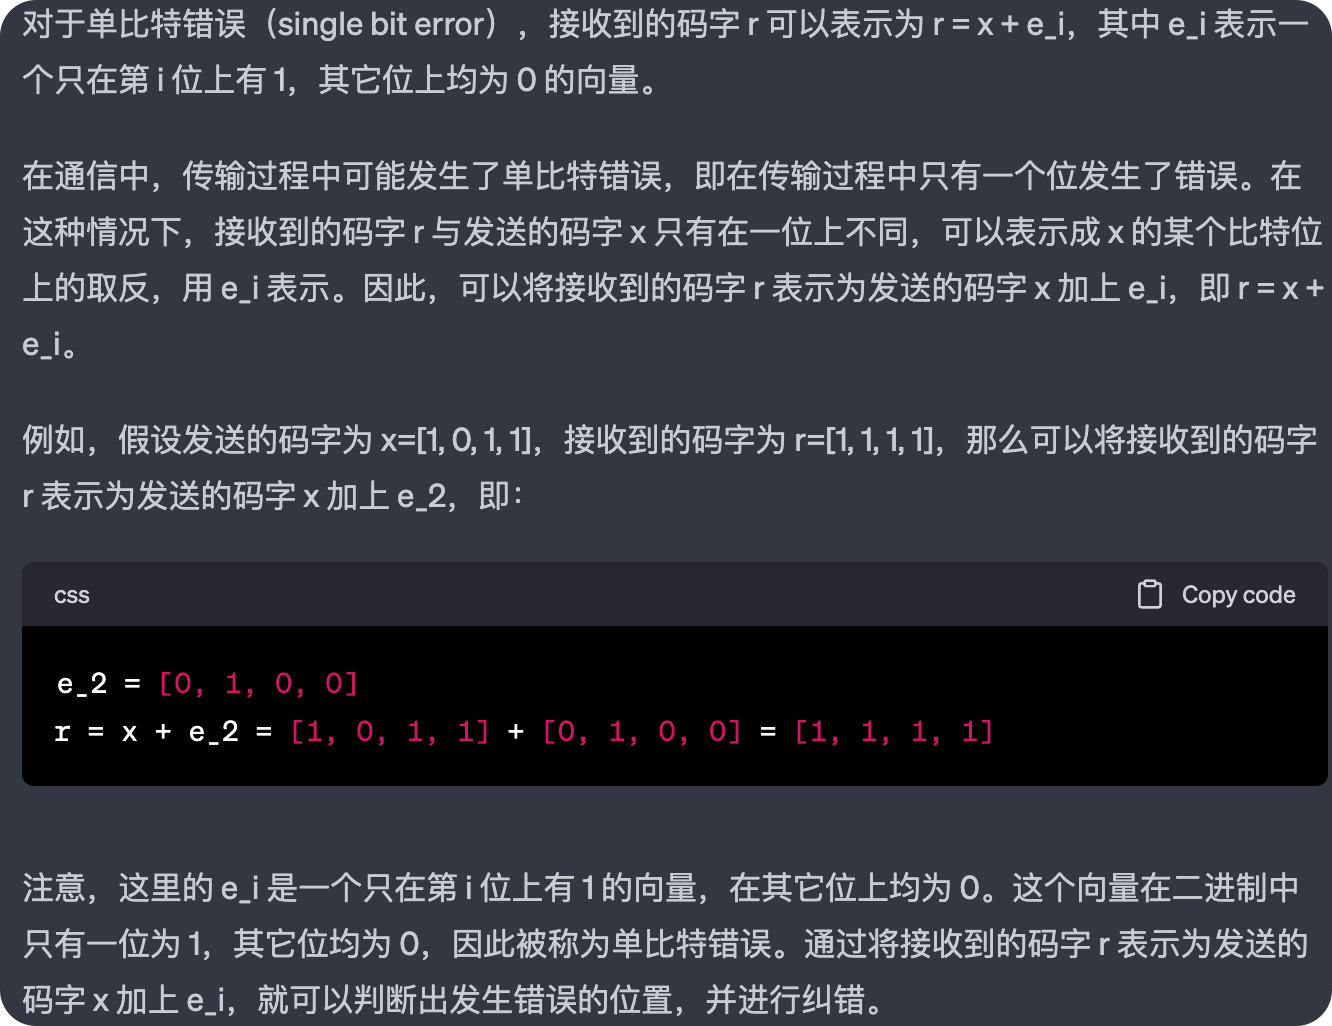 对于单比特错误（single bit error），接收到的码字 r 可以表示为 r = x + e_i，其中 e_i 表示一
个只在第 i 位上有 1，其它位上均为 0 的向量。
在通信中，传输过程中可能发生了单比特错误，即在传输过程中只有一个位发生了错误。在
这种情况下，接收到的码字 r 与发送的码字 x 只有在一位上不同，可以表示成 x 的某个比特位
上的取反，用 e_i 表示。因此，可以将接收到的码字 r 表示为发送的码字 x 加上 e_i，即 r = x +
e_i。
例如，假设发送的码字为 x=[1, 0, 1, 1]，接收到的码字为 r=[1, 1, 1, 1]，那么可以将接收到的码字
r 表示为发送的码字 x 加上 e_2，即：
css Copy code
e_2 = [0, 1, 0, 0]
r = x + e_2 = [1, 0, 1, 1] + [0, 1, 0, 0] = [1, 1, 1, 1]
注意，这里的 e_i 是一个只在第 i 位上有 1 的向量，在其它位上均为 0。这个向量在二进制中
只有一位为 1，其它位均为 0，因此被称为单比特错误。通过将接收到的码字 r 表示为发送的
码字 x 加上 e_i，就可以判断出发生错误的位置，并进行纠错。